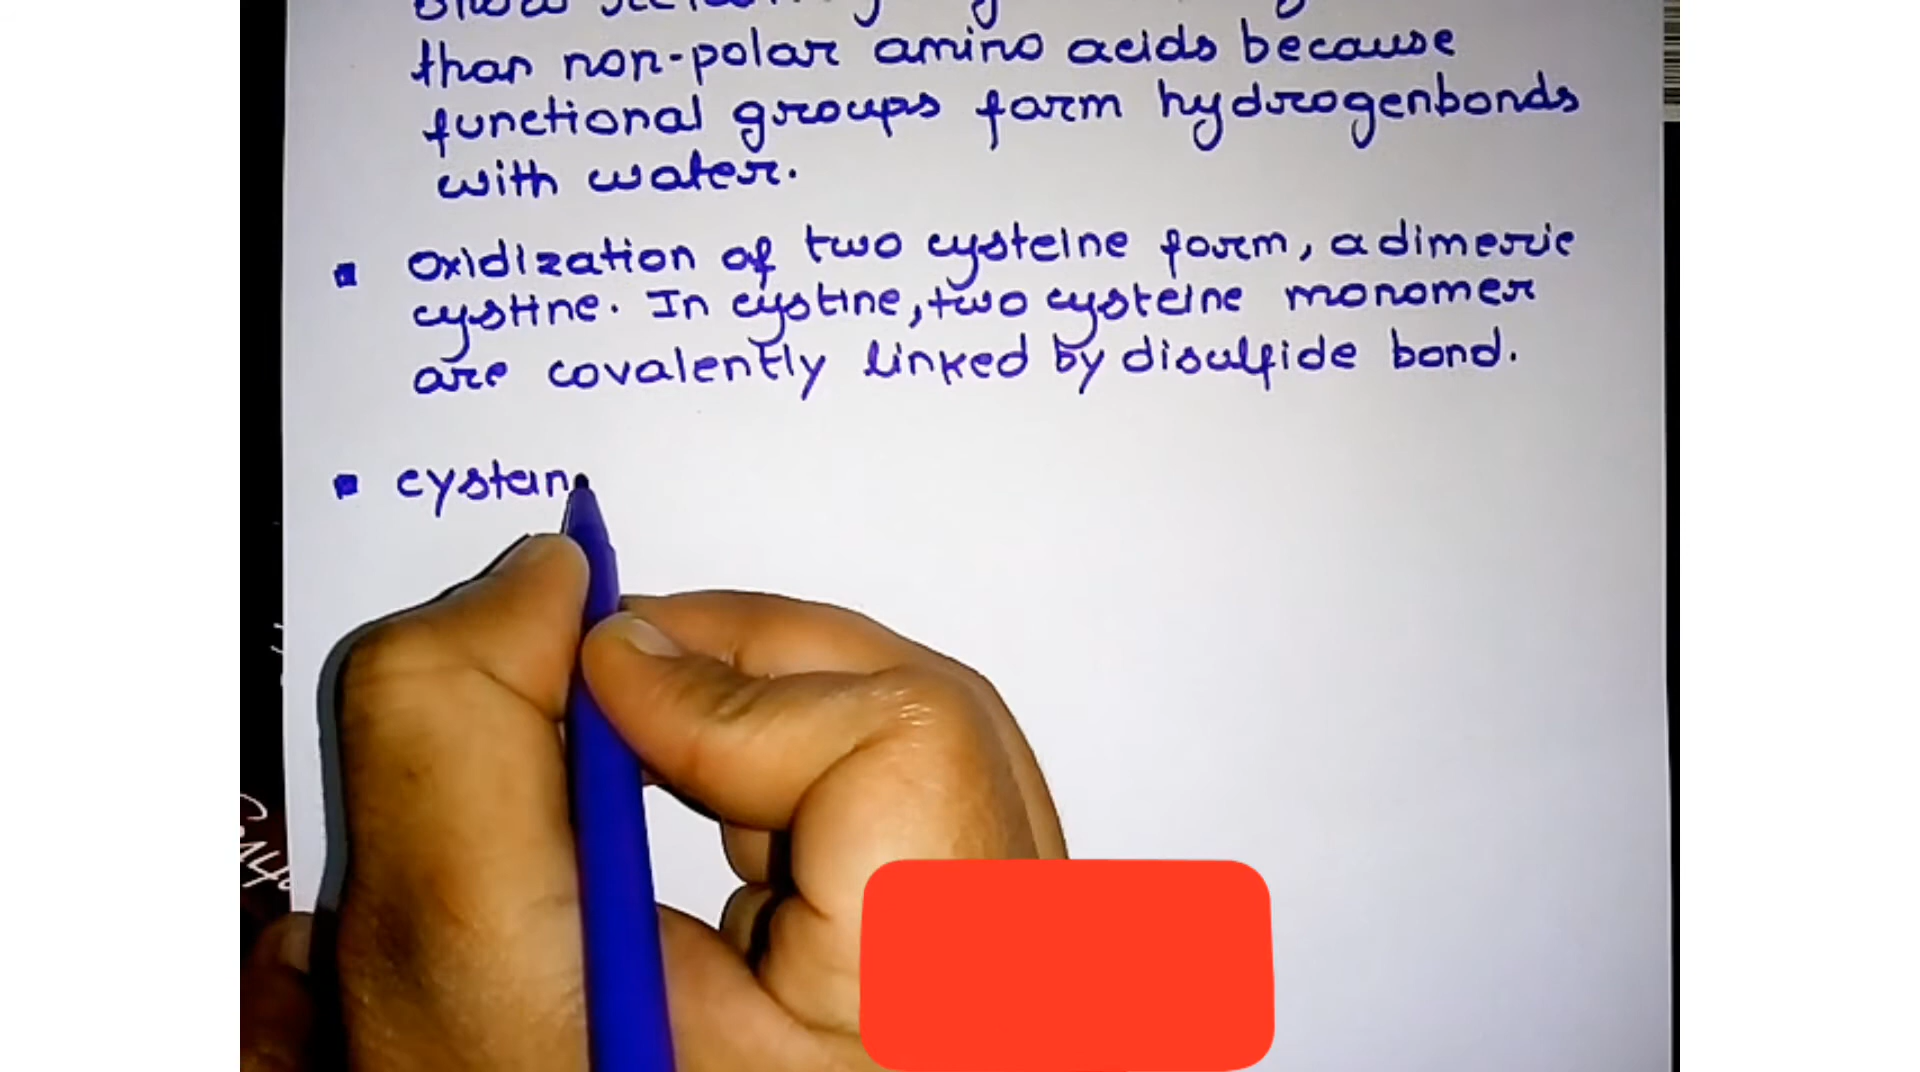 than non-polar amino acids because
functional groups form hydrogenbonds
with water.
▪ Oxidization of two cysteine form, a dimeric
cystine. In cystine, two cysteine monomer
are covalently linked by disulfide bond.
▪ cystein